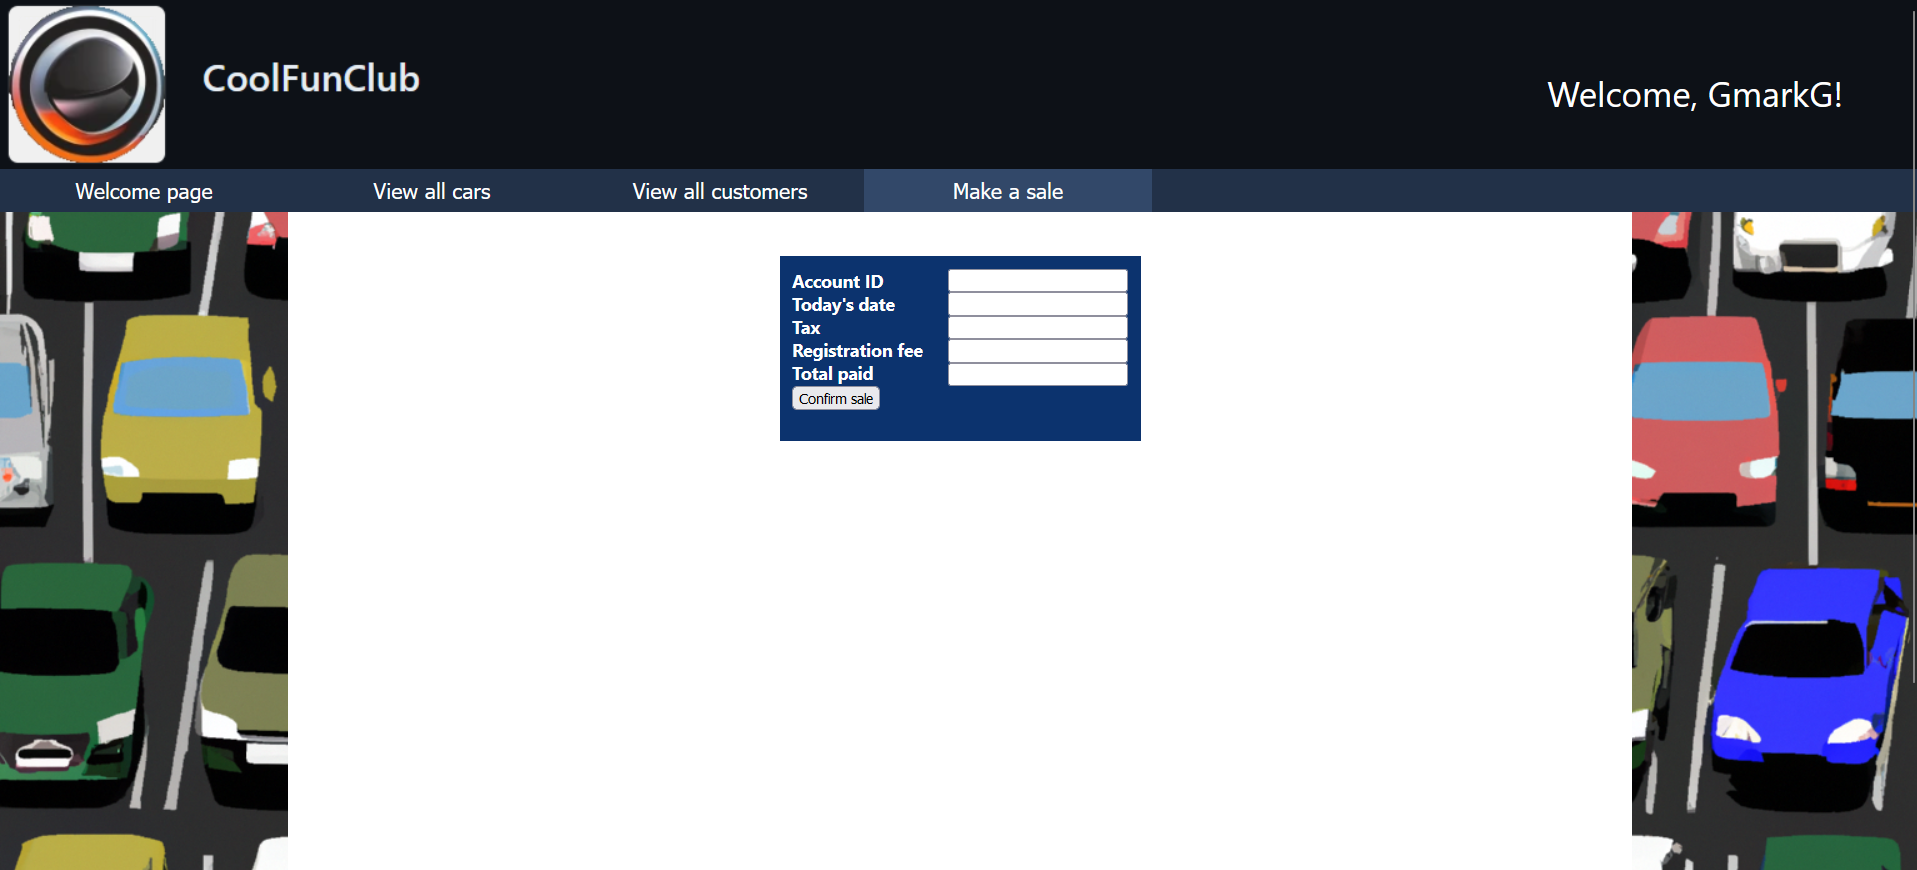 CoolFunClub
Welcome, GmarkG!
Welcome page View all cars View all customers Make a sale
Account ID
Today's date
Tax
Registration fee
Total paid
Confirm sale